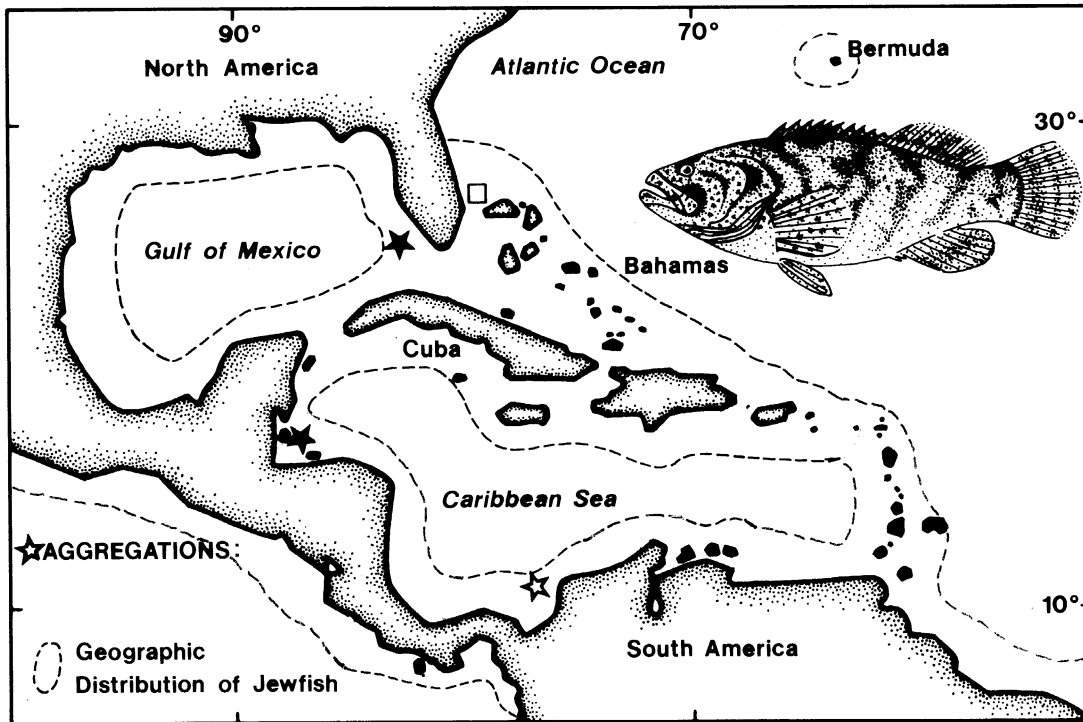 90°
70°
North America
Atlantic Ocean
Bermuda
30°
Gulf of Mexico
Bahamas
Cuba
Caribbean Sea
AGGREGATIONS:
10°
South America
Geographic
Distribution of Jewfish